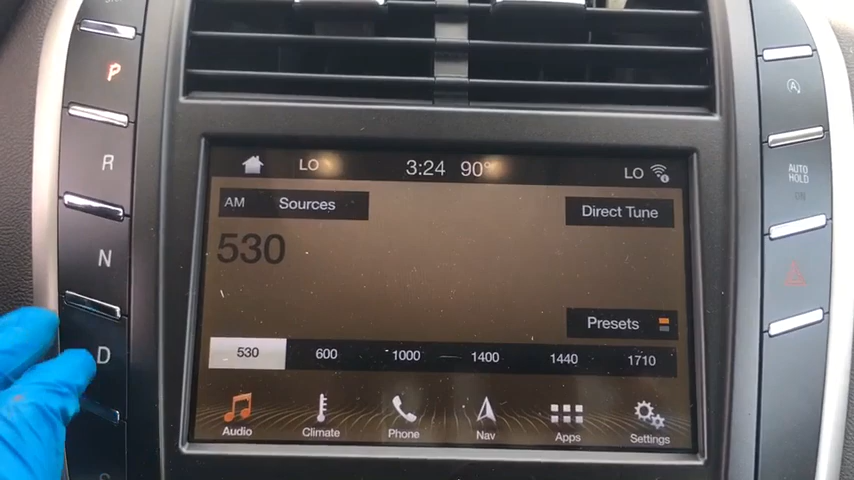 P
R
N
D
S
LO 3:24 90° LO
AM Sources Direct Tune
530
Presets
530 600 1000 1400 1440 1710
Audio Climate Phone Nav Apps Settings
A
AUTO
HOLD